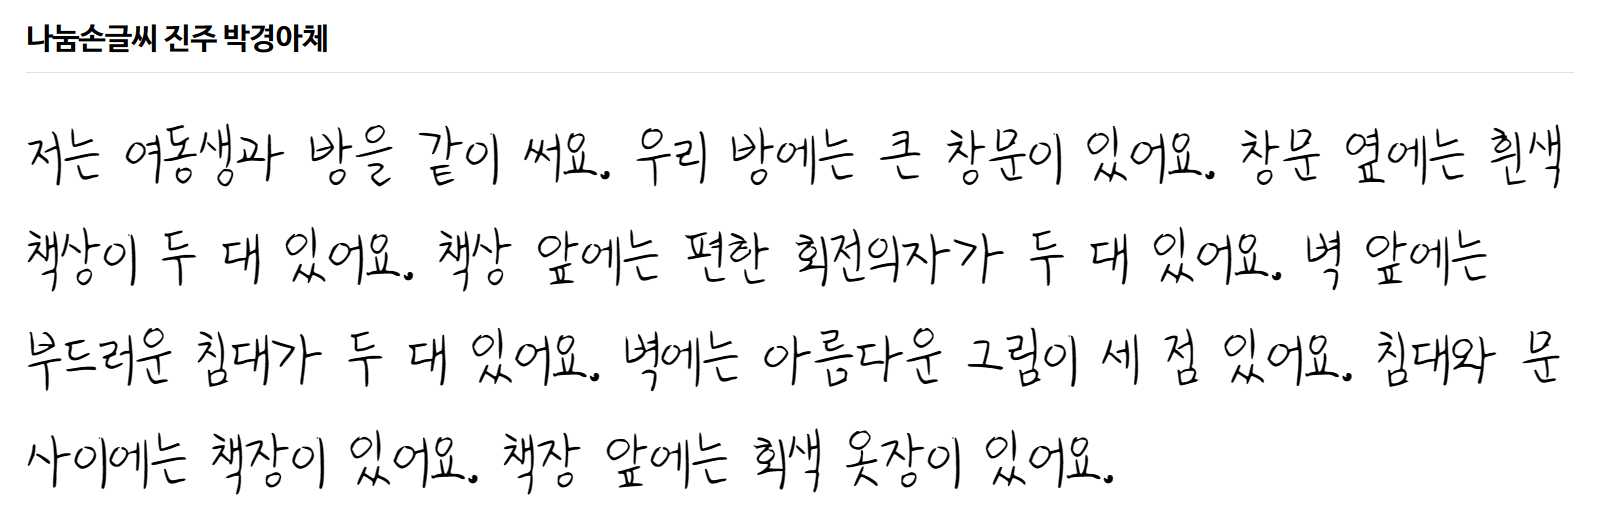 나눔손글씨 진주 박경아체
저는 여동생과 방을 같이 써요. 우리 방에는 큰 창문이 있어요. 창문 옆에는 흰색
책상이 두 대 있어요. 책상 앞에는 편한 회전의자가 두 대 있어요. 벽 앞에는
부드러운 침대가 두 대 있어요. 벽에는 아름다운 그림이 세 점 있어요. 침대와 문
사이에는 책장이 있어요. 책장 앞에는 회색 옷장이 있어요.